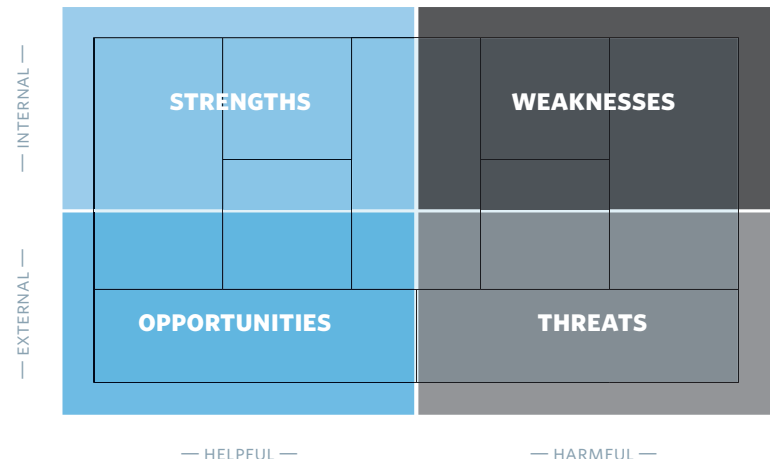 — INTERNAL —
STRENGTHS
WEAKNESSES
— EXTERNAL —
OPPORTUNITIES
THREATS
— HELPFUL —
— HARMFUL —